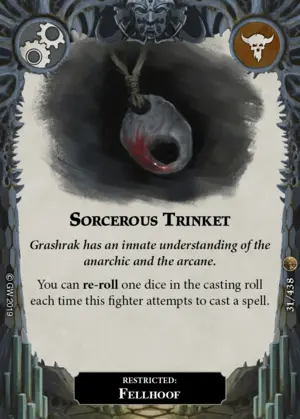 SORCEROUS TRINKET
Grashrak has an innate understanding of the
anarchic and the arcane.
You can re-roll one dice in the casting roll
each time this fighter attempts to cast a spell.
RESTRICTED:
FELLHOOF
© GW 2019
31/438